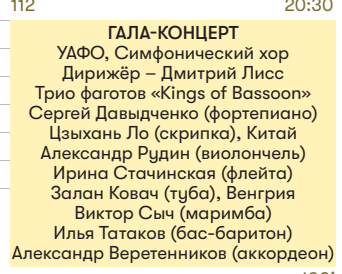 112 20:30
ГАЛА-КОНЦЕРТ
УАФО, Симфонический хор
Дирижёр – Дмитрий Лисс
Трио фаготов «Kings of Bassoon»
Сергей Давыдченко (фортепиано)
Цзыхань Ло (скрипка), Китай
Александр Рудин (виолончель)
Ирина Стачинская (флейта)
Залан Ковач (туба), Венгрия
Виктор Сыч (маримба)
Илья Татаков (бас-баритон)
Александр Веретенников (аккордеон)